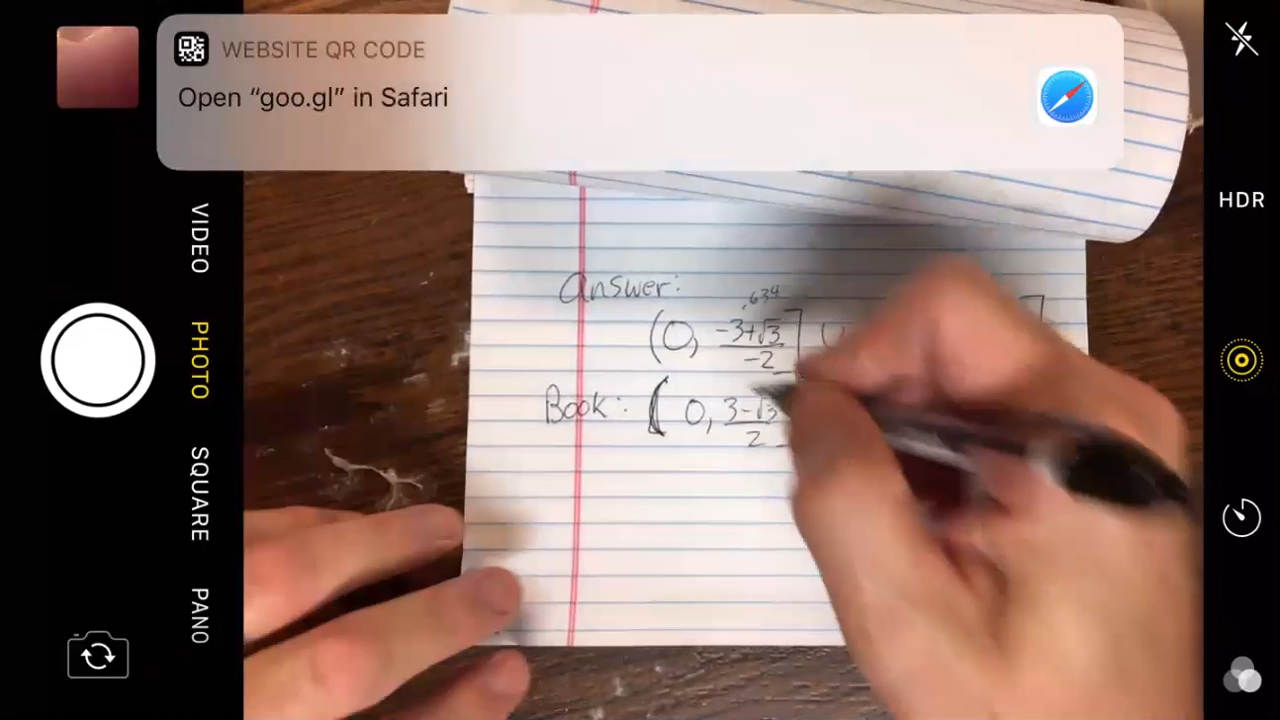 WEBSITE QR CODE
Open “goo.gl” in Safari
HDR
VIDEO
PHOTO
SQUARE
PANO
Answer:
.634
(0, -3+√3/-2] U
Book: ( 0, 3-√3/2